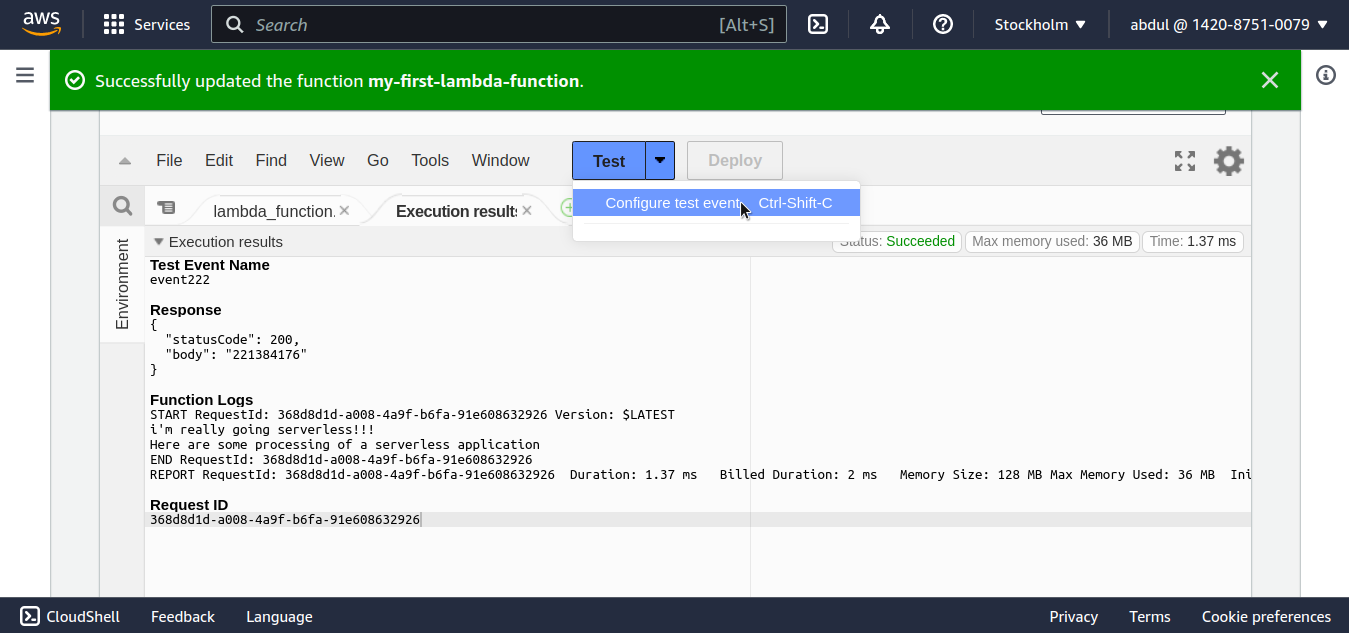 aws
Services
Search
[Alt+S]
Stockholm
abdul @ 1420-8751-0079
Successfully updated the function my-first-lambda-function.
File Edit Find View Go Tools Window
Test
Deploy
lambda_function.
Execution results
Configure test event Ctrl-Shift-C
Environment
Execution results
Status: Succeeded
Max memory used: 36 MB
Time: 1.37 ms
Test Event Name
event222
Response
{
"statusCode": 200,
"body": "221384176"
}
Function Logs
START RequestId: 368d8d1d-a008-4a9f-b6fa-91e608632926 Version: $LATEST
i'm really going serverless!!!
Here are some processing of a serverless application
END RequestId: 368d8d1d-a008-4a9f-b6fa-91e608632926
REPORT RequestId: 368d8d1d-a008-4a9f-b6fa-91e608632926 Duration: 1.37 ms Billed Duration: 2 ms Memory Size: 128 MB Max Memory Used: 36 MB Ini
Request ID
368d8d1d-a008-4a9f-b6fa-91e608632926
CloudShell
Feedback
Language
Privacy
Terms
Cookie preferences